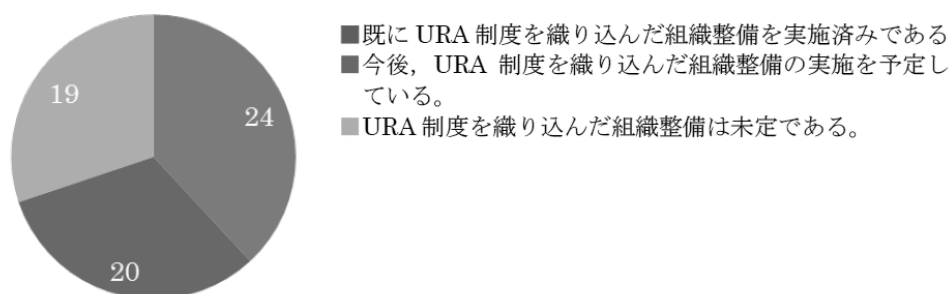 ■既に URA 制度を織り込んだ組織整備を実施済みである
■今後，URA 制度を織り込んだ組織整備の実施を予定し
ている。
■URA 制度を織り込んだ組織整備は未定である。
19
24
20